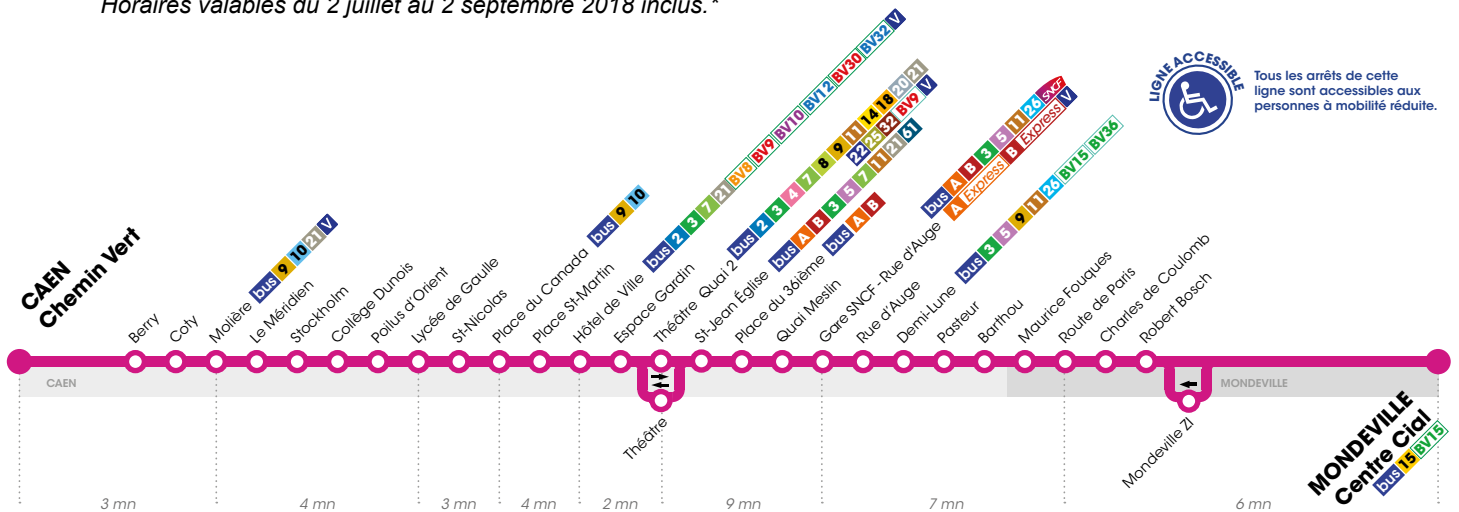 Horaires valables du 2 juillet au 2 septembre 2018 inclus.*
LIGNE ACCESSIBLE
Tous les arrêts de cette
ligne sont accessibles aux
personnes à mobilité réduite.
CAEN
Chemin Vert
Berry
Coty
Molière bus 9 10 21 V
Le Méridien
Stockholm
Collège Dunois
Poilus d'Orient
Lycée de Gaulle
St-Nicolas
Place du Canada bus 9 10
Place St-Martin
Hôtel de Ville bus 2 3 7 21 BV8 BV9 BV10 BV12 BV30 BV32 V
Espace Gardin
Théâtre Quai 2 bus 2 3 4 7 8 9 11 14 18 20 21
22 25 32 BV9 V
St-Jean Église bus A B 3 5 7 11 21 61
Place du 36ième bus A B
Quai Meslin
Gare SNCF - Rue d'Auge bus A B 3 5 11 26 SNCF
A Express B Express V
Rue d'Auge
Demi-Lune bus 3 5 9 11 26 BV15 BV36
Pasteur
Barthou
Maurice Fouques
Route de Paris
Charles de Coulomb
Robert Bosch
CAEN
MONDEVILLE
Théâtre
Mondeville ZI
MONDEVILLE
Centre Cial
bus 15 BV15
3 mn
4 mn
3 mn
4 mn
2 mn
9 mn
7 mn
6 mn